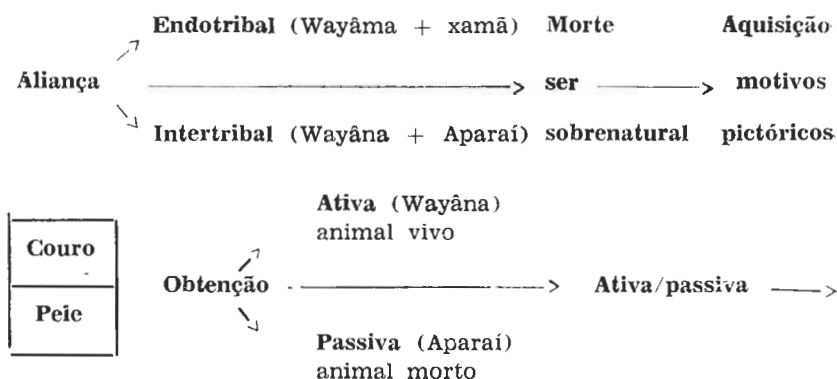 Endotribal (Wayâma + xamã) Morte Aquisição
Aliança ser motivos
Intertribal (Wayâna + Aparaí) sobrenatural pictóricos
Ativa (Wayâna)
animal vivo
Couro
Obtenção Ativa/passiva
Peie
Passiva (Aparaí)
animal morto